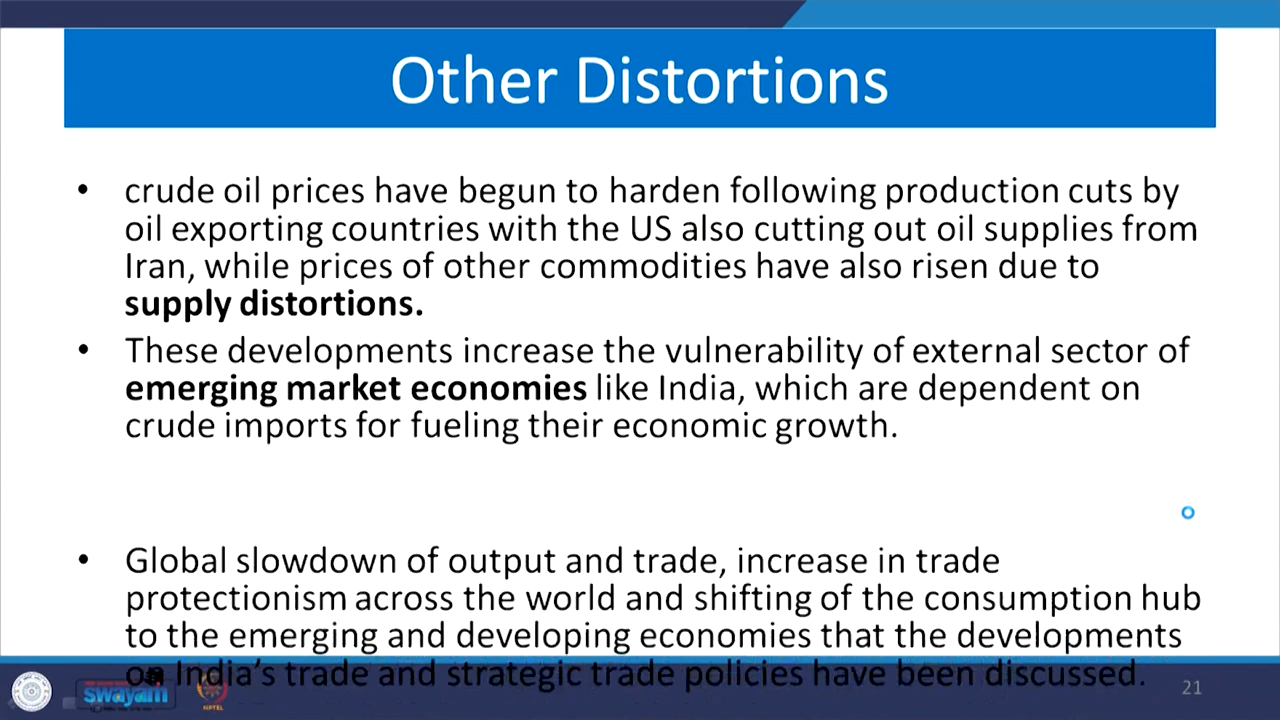 Other Distortions
• crude oil prices have begun to harden following production cuts by
oil exporting countries with the US also cutting out oil supplies from
Iran, while prices of other commodities have also risen due to
supply distortions.
• These developments increase the vulnerability of external sector of
emerging market economies like India, which are dependent on
crude imports for fueling their economic growth.
• Global slowdown of output and trade, increase in trade
protectionism across the world and shifting of the consumption hub
to the emerging and developing economies that the developments
on India's trade and strategic trade policies have been discussed.
swayam
NPTEL
21